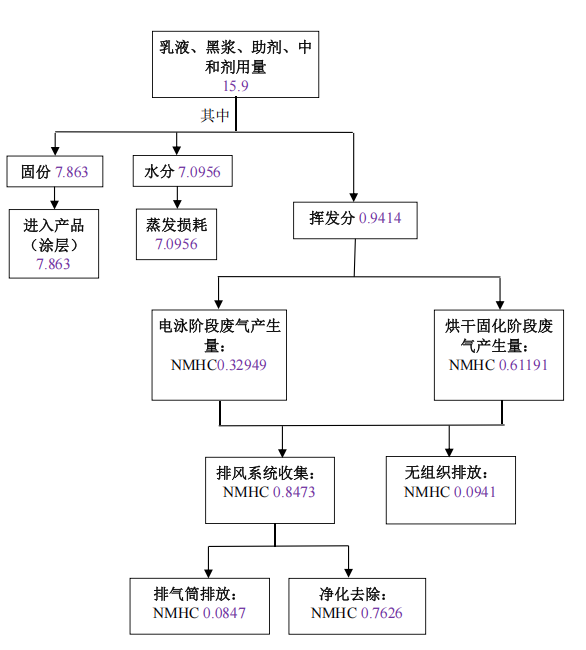 乳液、黑浆、助剂、中
和剂用量
15.9
其中
固份 7.863
水分 7.0956
挥发分 0.9414
进入产品
（涂层）
7.863
蒸发损耗
7.0956
电泳阶段废气产生
量：
NMHC0.32949
烘干固化阶段废
气产生量：
NMHC 0.61191
排风系统收集：
NMHC 0.8473
无组织排放：
NMHC 0.0941
排气筒排放：
NMHC 0.0847
净化去除：
NMHC 0.7626